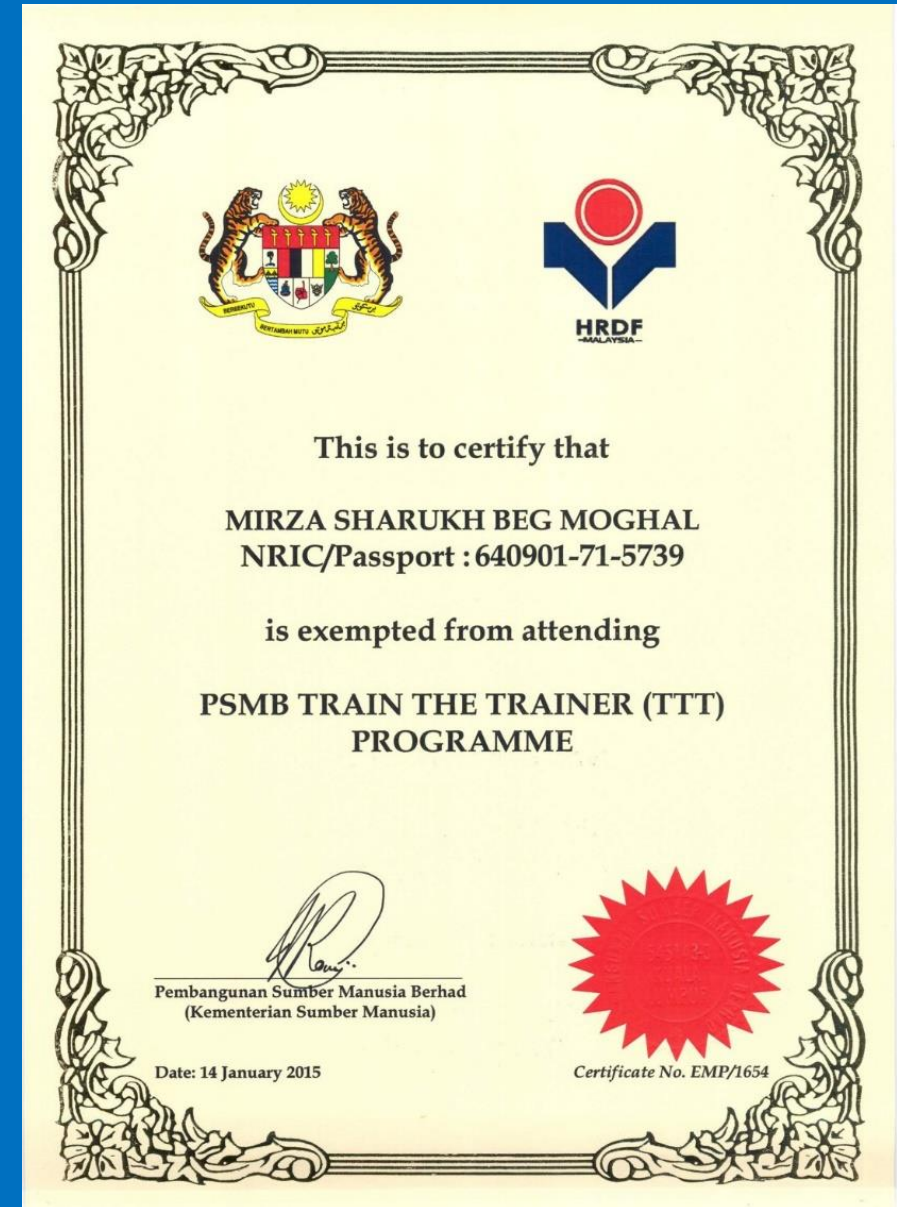 BERSEKUTU
BERTAMBAH MUTU
HRDF
-MALAYSIA-
This is to certify that
MIRZA SHARUKH BEG MOGHAL
NRIC/Passport : 640901-71-5739
is exempted from attending
PSMB TRAIN THE TRAINER (TTT)
PROGRAMME
Pembangunan Sumber Manusia Berhad
(Kementerian Sumber Manusia)
Date: 14 January 2015
Certificate No. EMP/1654